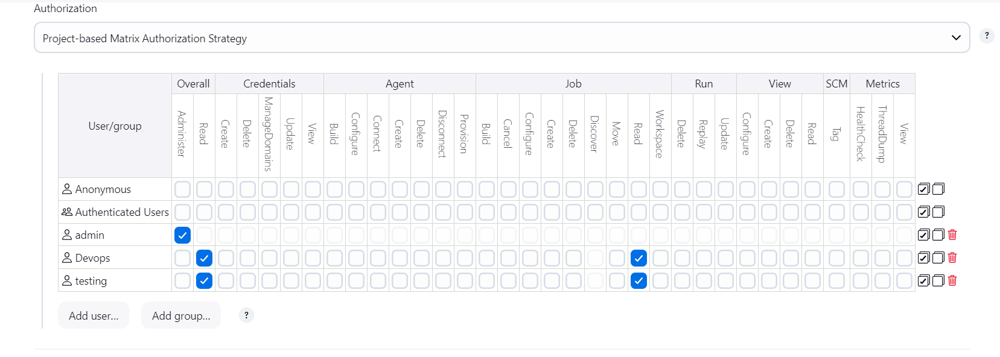 Authorization
Project-based Matrix Authorization Strategy
?
User/group
Overall
Credentials
Agent
Job
Run
View
SCM
Metrics
Administer
Read
Create
Delete
ManageDomains
Update
View
Build
Configure
Connect
Create
Delete
Disconnect
Provision
Build
Cancel
Configure
Create
Delete
Discover
Move
Read
Workspace
Delete
Replay
Update
Configure
Create
Delete
Read
Tag
HealthCheck
ThreadDump
View
Anonymous
Authenticated Users
admin
Devops
testing
Add user...
Add group...
?